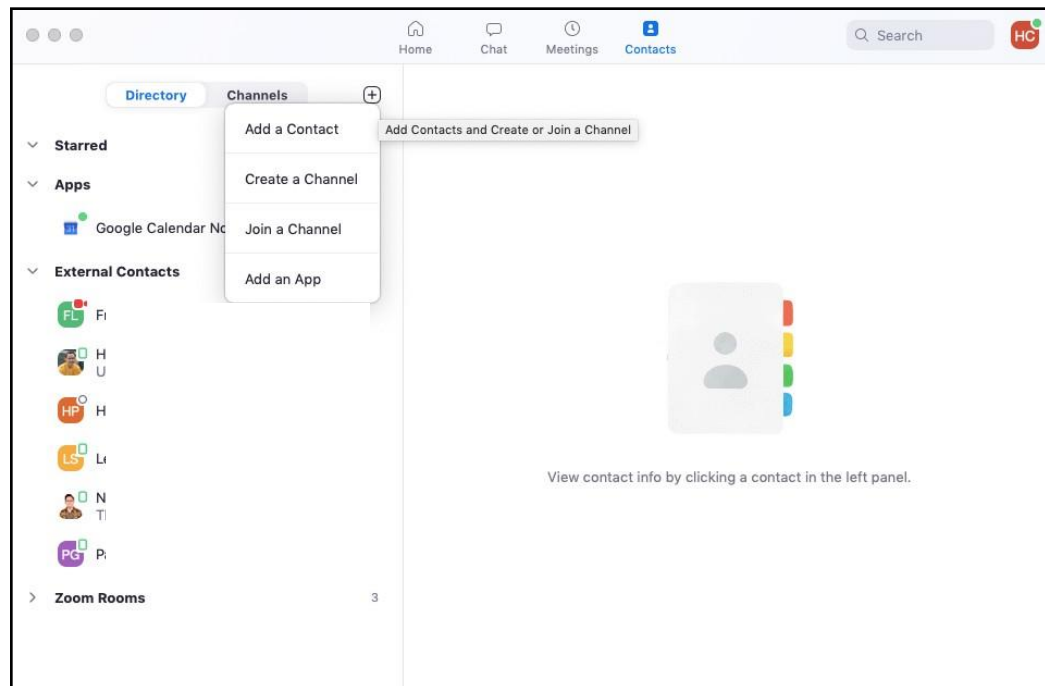 Home Chat Meetings Contacts
Search
HC
Directory Channels
Add a Contact
Add Contacts and Create or Join a Channel
Starred
Apps
Create a Channel
Google Calendar
Join a Channel
External Contacts
Add an App
FL
H
U
HP H
LS
N
PG
Zoom Rooms 3
View contact info by clicking a contact in the left panel.